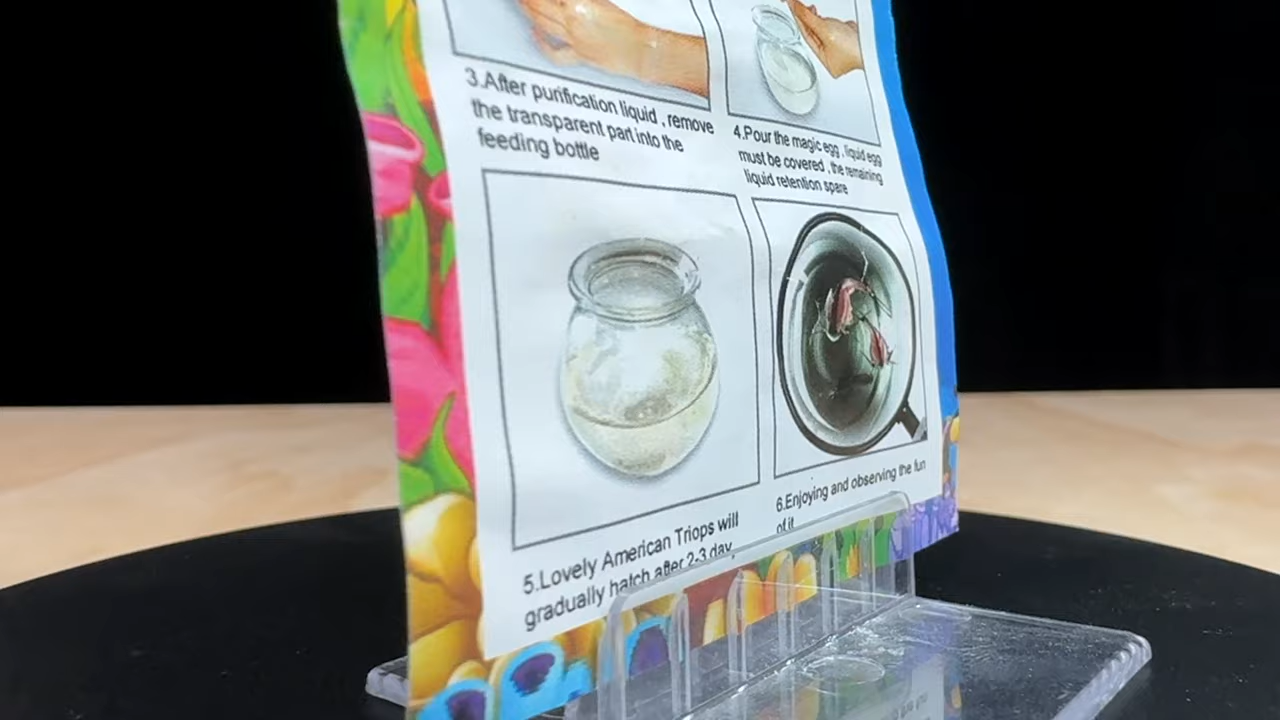 3.After purification liquid , remove
the transparent part into the
feeding bottle
4.Pour the magic egg , liquid egg
must be covered , the remaining
liquid retention spare
5.Lovely American Triops will
gradually hatch after 2-3 day,
6.Enjoying and observing the fun
of it